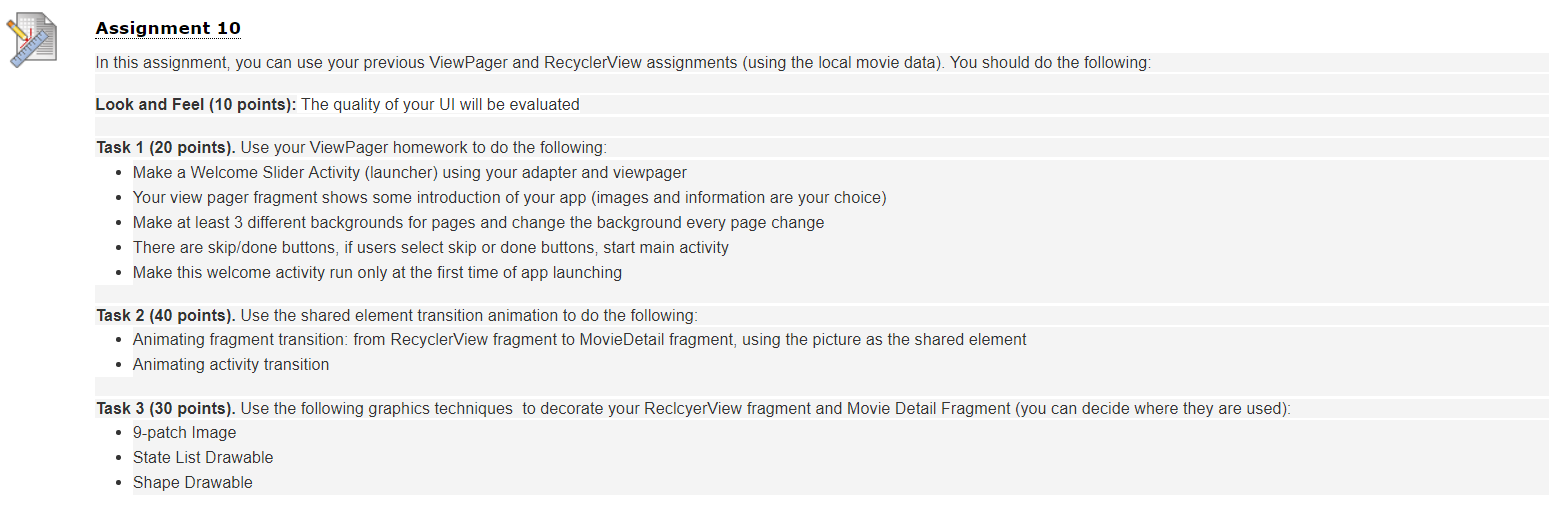 Assignment 10
In this assignment, you can use your previous ViewPager and RecyclerView assignments (using the local movie data). You should do the following:
Look and Feel (10 points): The quality of your UI will be evaluated
Task 1 (20 points). Use your ViewPager homework to do the following:
• Make a Welcome Slider Activity (launcher) using your adapter and viewpager
• Your view pager fragment shows some introduction of your app (images and information are your choice)
• Make at least 3 different backgrounds for pages and change the background every page change
• There are skip/done buttons, if users select skip or done buttons, start main activity
• Make this welcome activity run only at the first time of app launching
Task 2 (40 points). Use the shared element transition animation to do the following:
• Animating fragment transition: from RecyclerView fragment to MovieDetail fragment, using the picture as the shared element
• Animating activity transition
Task 3 (30 points). Use the following graphics techniques  to decorate your ReclcyerView fragment and Movie Detail Fragment (you can decide where they are used):
• 9-patch Image
• State List Drawable
• Shape Drawable